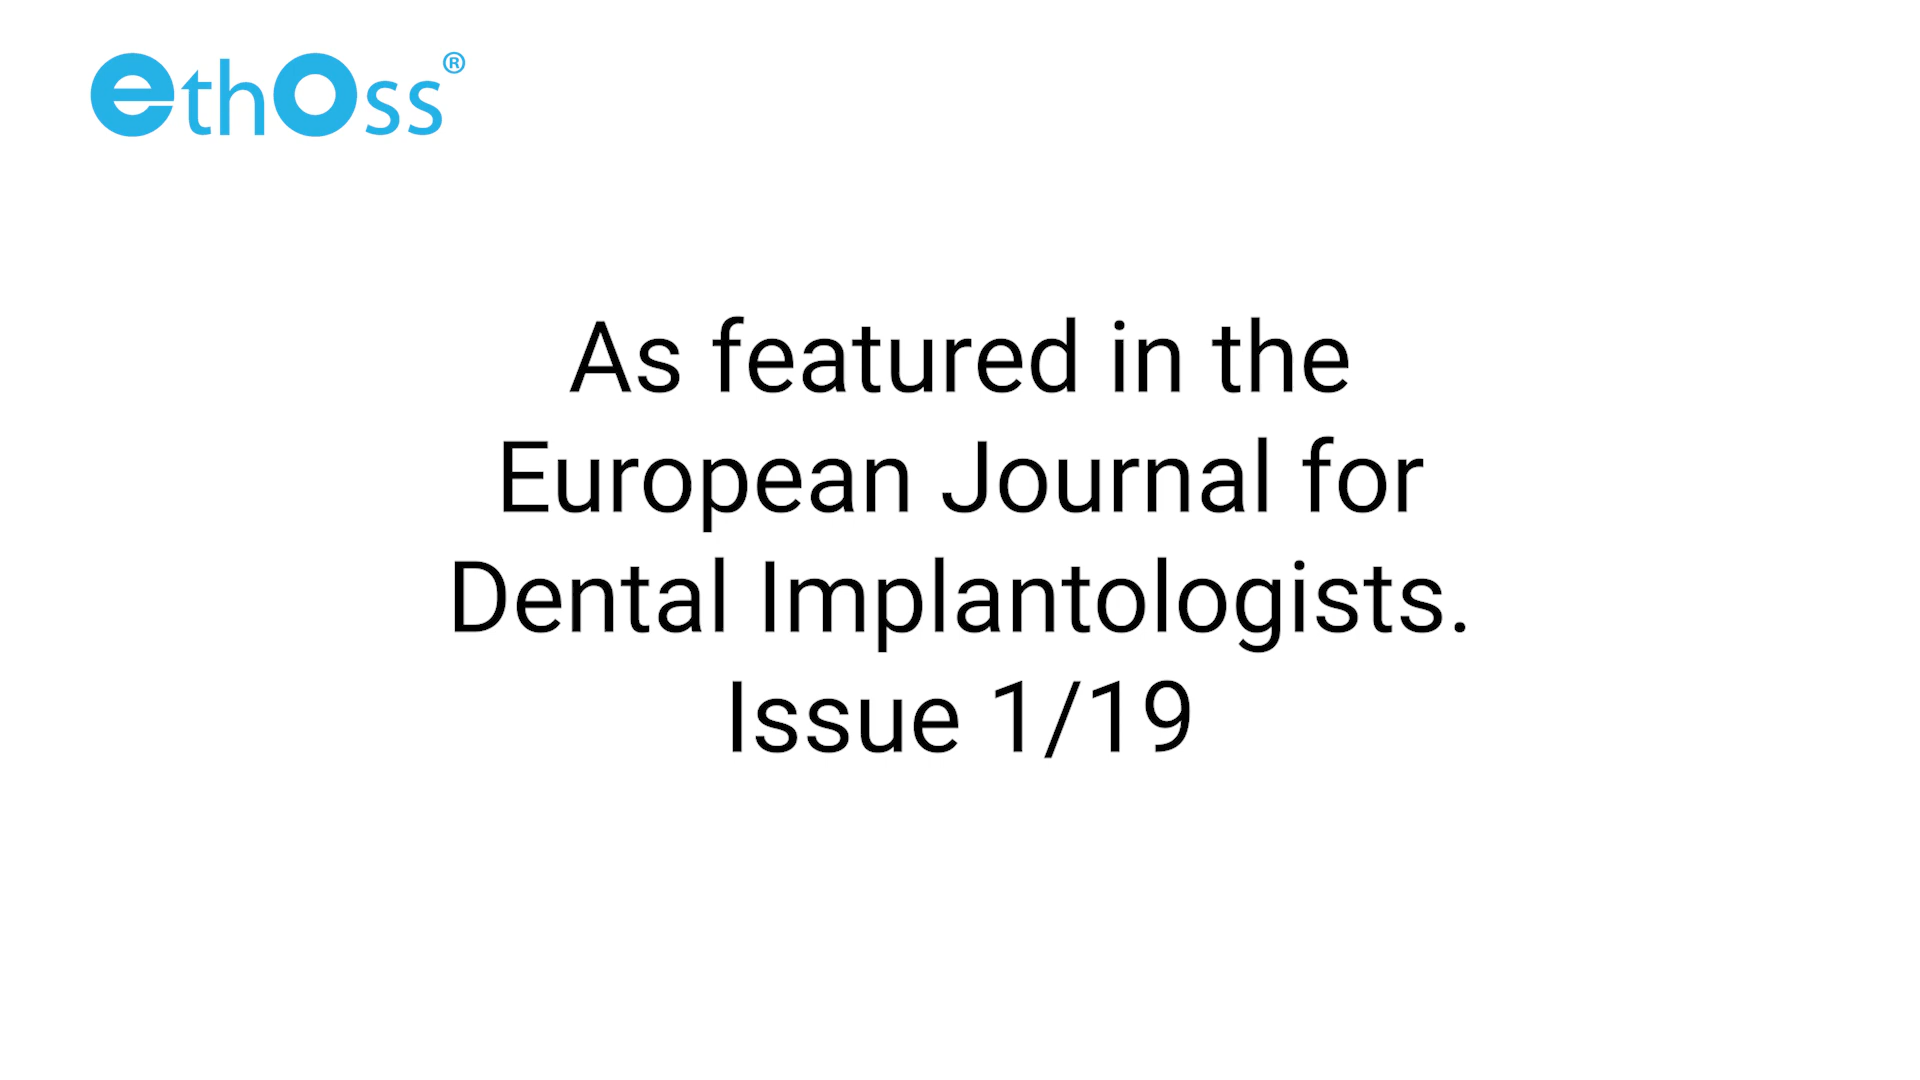 ethOss®
As featured in the
European Journal for
Dental Implantologists.
Issue 1/19